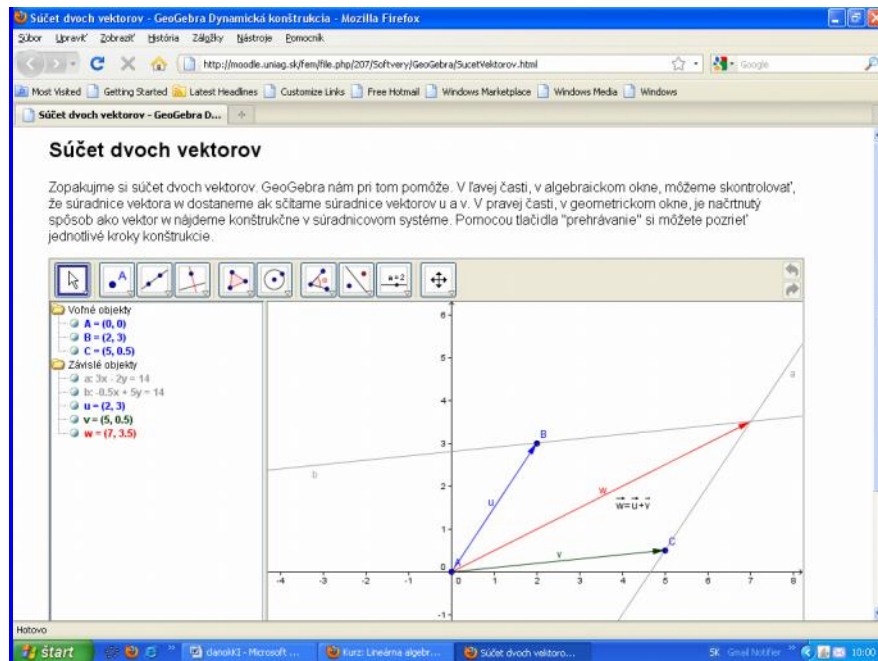 Súčet dvoch vektorov - GeoGebra Dynamická konštrukcia - Mozilla Firefox
Súbor Upraviť Zobraziť História Záložky Nástroje Pomocník
http://moodle.uniag.sk/fem/file.php/207/Softvery/GeoGebra/SucetVektorov.html
Google
Most Visited Getting Started Latest Headlines Customize Links Free Hotmail Windows Marketplace Windows Media Windows
Súčet dvoch vektorov - GeoGebra D...
Súčet dvoch vektorov
Zopakujme si súčet dvoch vektorov. GeoGebra nám pri tom pomôže. V ľavej časti, v algebraickom okne, môžeme skontrolovať,
že súradnice vektora w dostaneme ak sčítame súradnice vektorov u a v. V pravej časti, v geometrickom okne, je načrtnutý
spôsob ako vektor w nájdeme konštrukčne v súradnicovom systéme. Pomocou tlačidla "prehrávanie" si môžete pozrieť
jednotlivé kroky konštrukcie.
A
a=2
Voľné objekty
A = (0, 0)
B = (2, 3)
C = (5, 0.5)
Závislé objekty
a: 3x - 2y = 14
b: -0.5x + 5y = 14
u = (2, 3)
v = (5, 0.5)
w = (7, 3.5)
6
5
a
4
B
3
b
2
w
u
w=u+v
1
v
C
A
0
-4 -3 -2 -1 0 1 2 3 4 5 6 7 8
-1
Hotovo
štart
danokKI - Microsoft ...
Kurz: Lineárna algebr...
Súčet dvoch vektoro...
SK
Gmail Notifier
10:00